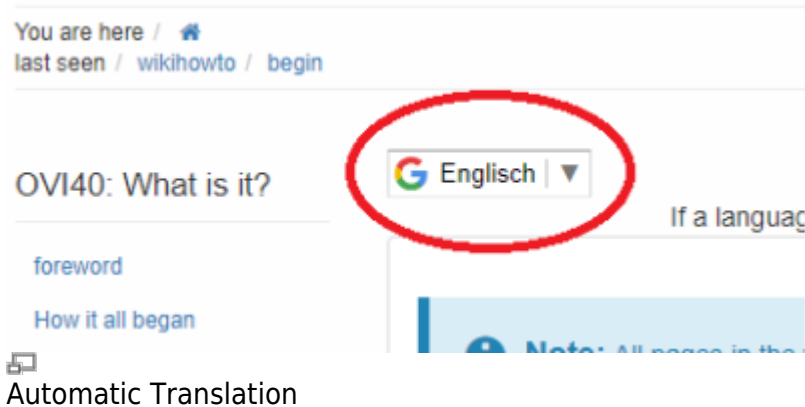 You are here /
last seen / wikihowto / begin
OVI40: What is it?
Englisch
If a languag
foreword
How it all began
Note: All pages in the
Automatic Translation